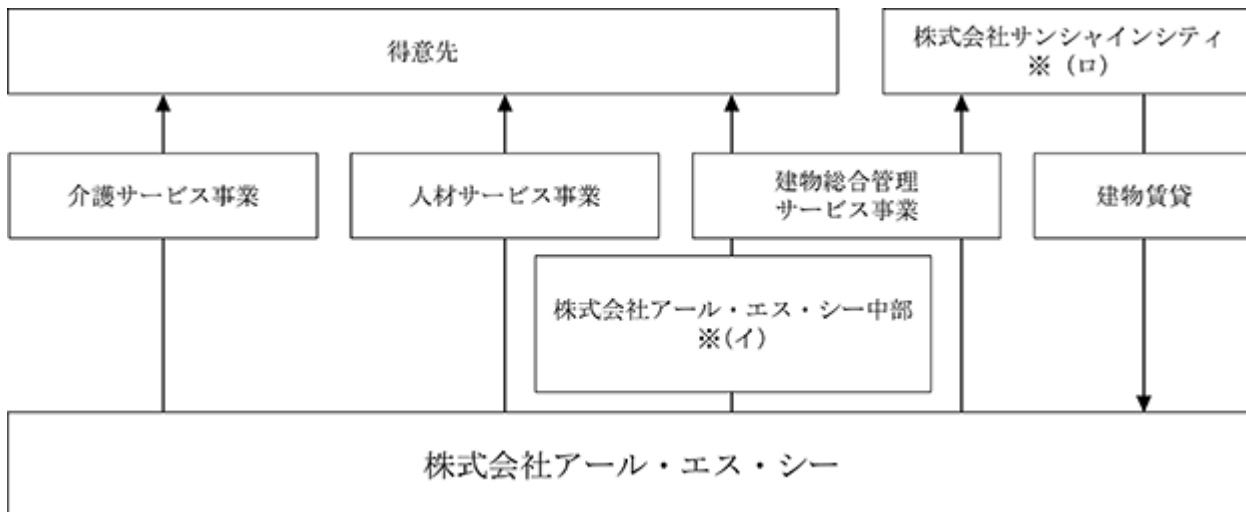 得意先
株式会社サンシャインシティ
※（ロ）
介護サービス事業
人材サービス事業
建物総合管理
サービス事業
建物賃貸
株式会社アール・エス・シー中部
※(イ)
株式会社アール・エス・シー